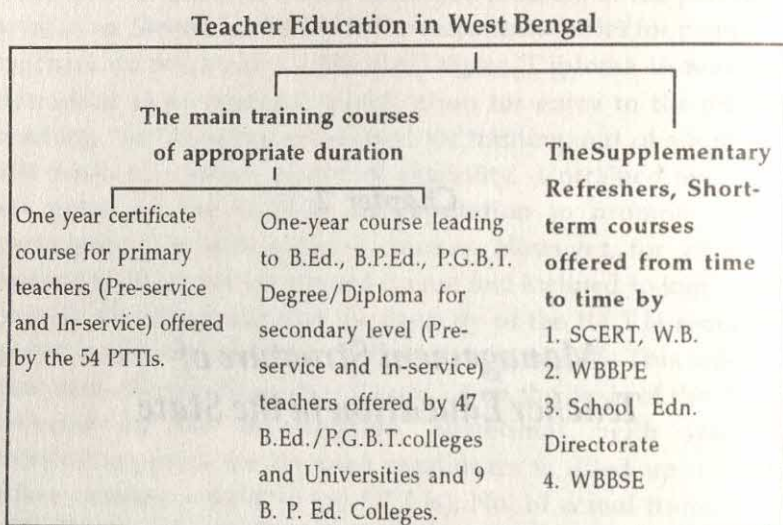 Teacher Education in West Bengal
The main training courses
of appropriate duration
One year certificate
course for primary
teachers (Pre-service
and In-service) offered
by the 54 PTTIs.
One-year course leading
to B.Ed., B.P.Ed., P.G.B.T.
Degree/Diploma for
secondary level (Pre-
service and In-service)
teachers offered by 47
B.Ed./P.G.B.T.colleges
and Universities and 9
B. P. Ed. Colleges.
TheSupplementary
Refreshers, Short-
term courses
offered from time
to time by
1. SCERT, W.B.
2. WBBPE
3. School Edn.
Directorate
4. WBBSE